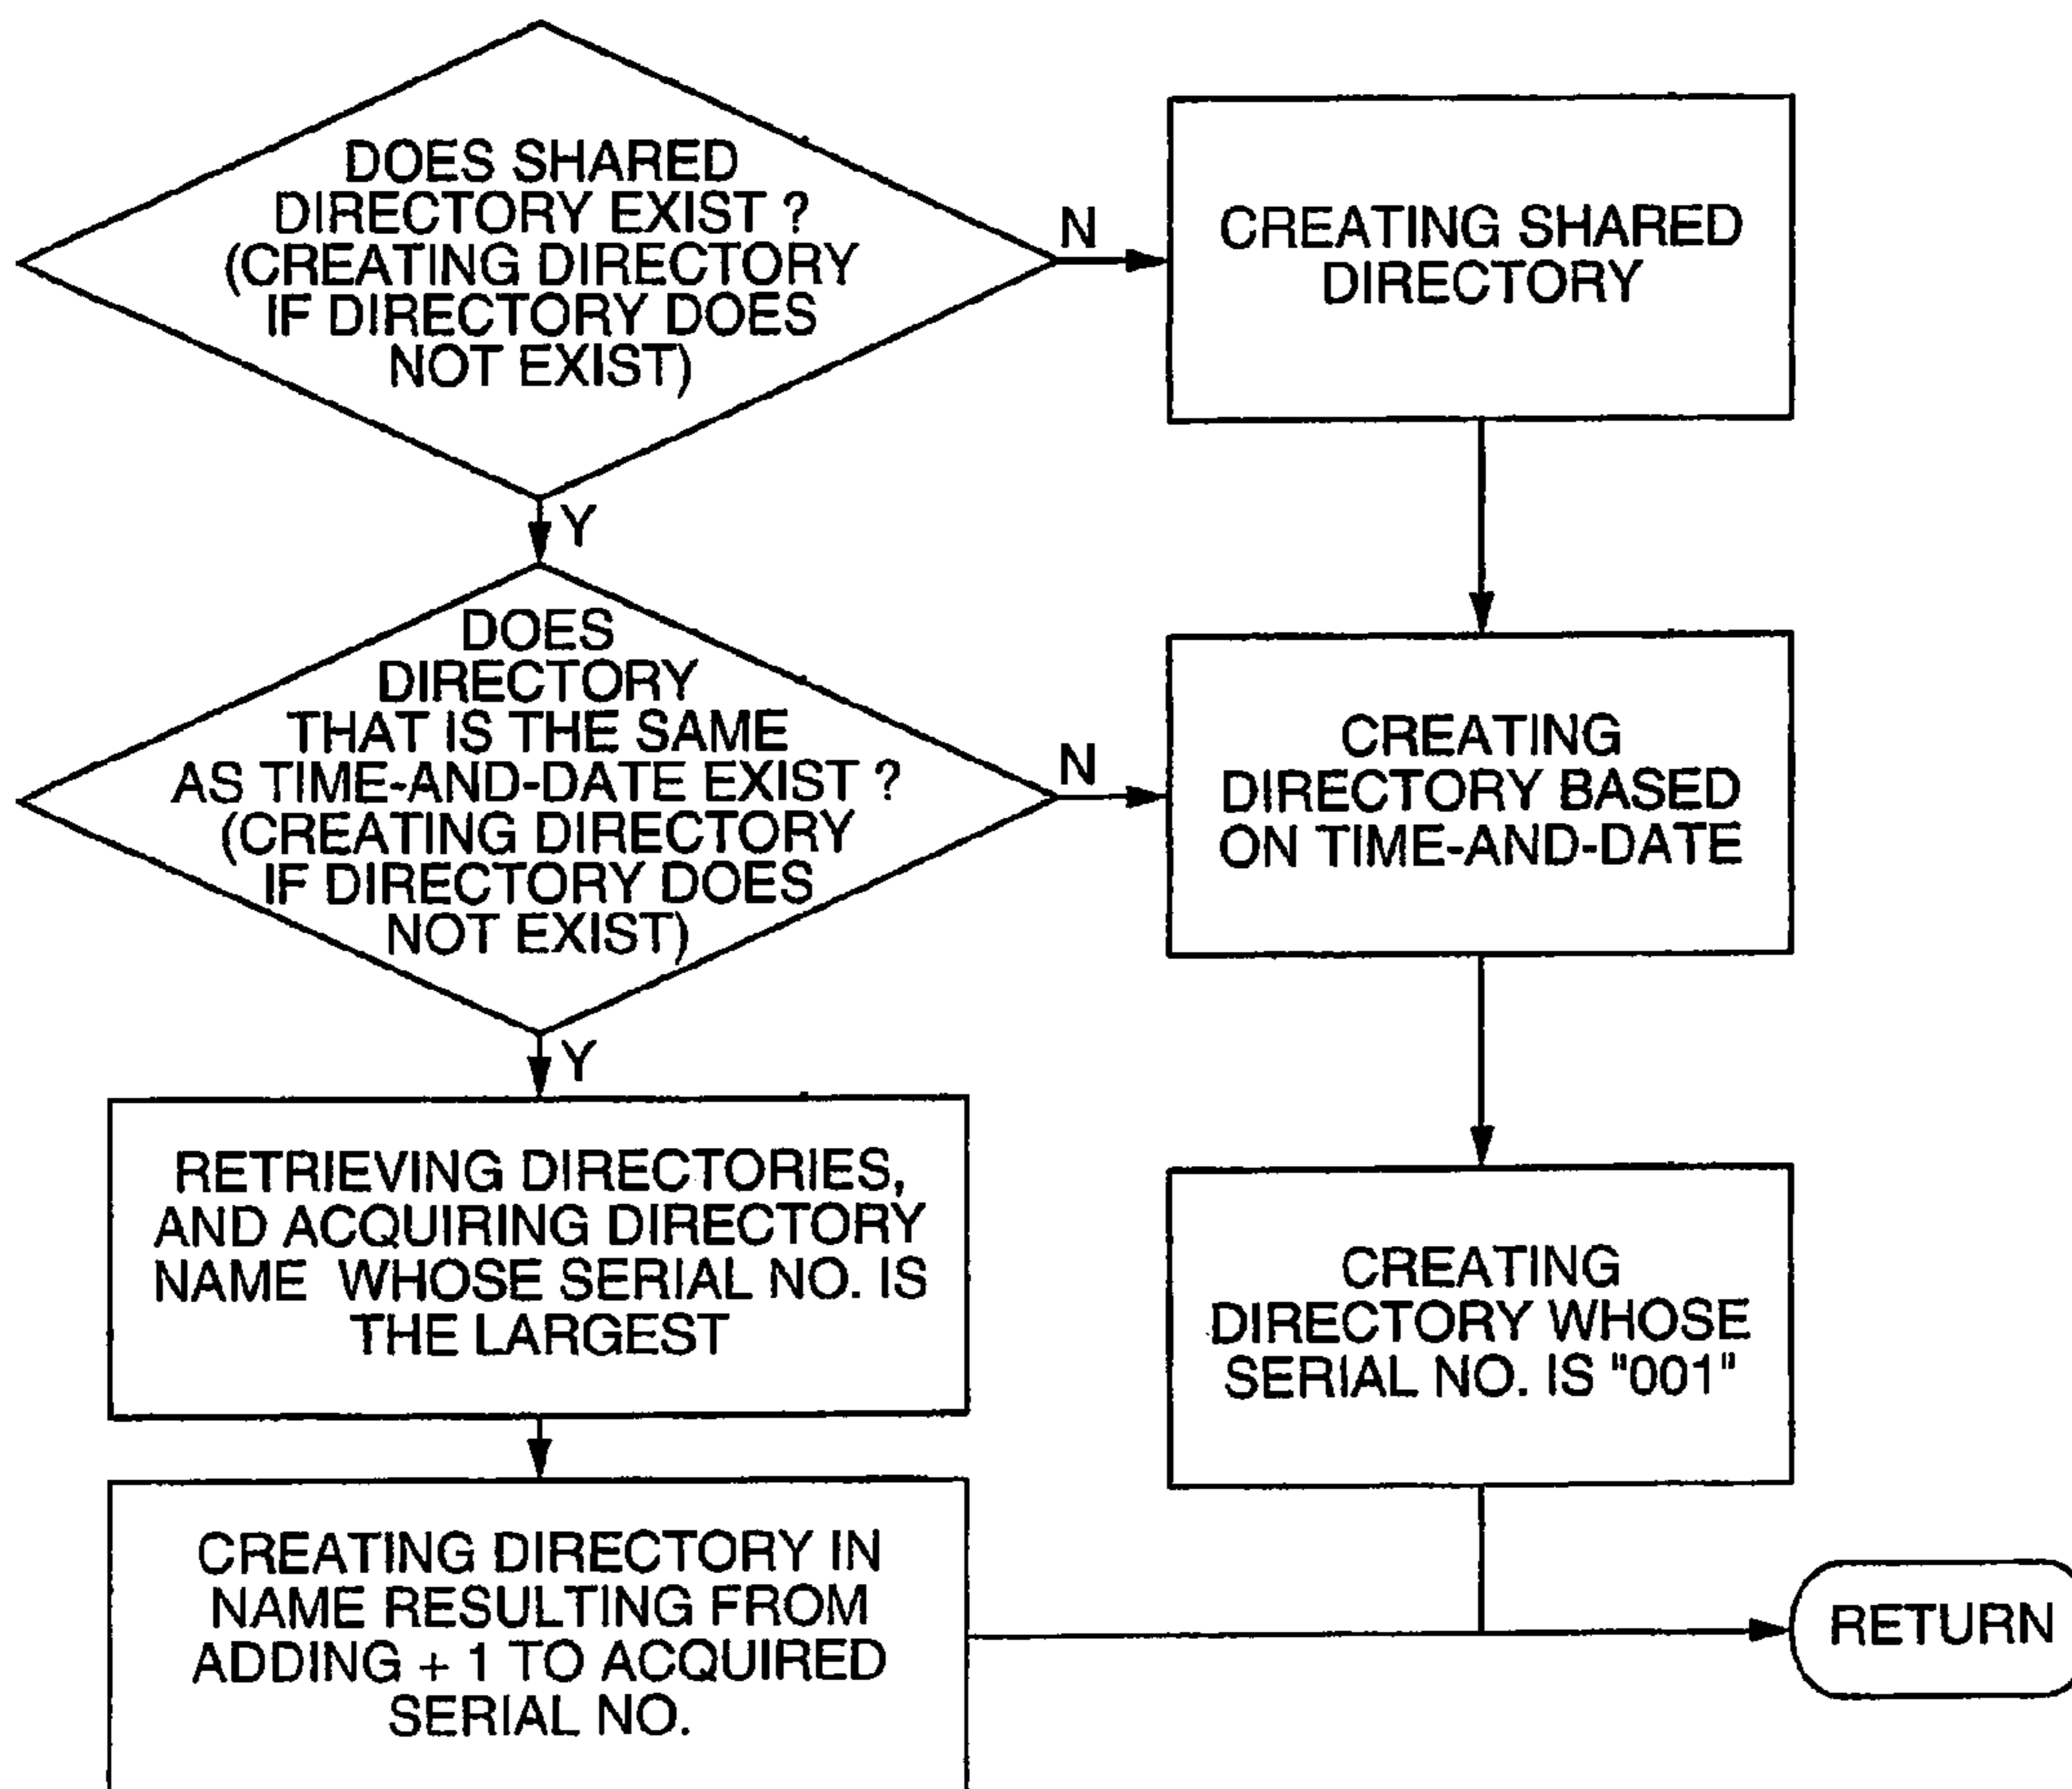 DOES SHARED
DIRECTORY EXIST ?
(CREATING DIRECTORY
IF DIRECTORY DOES
NOT EXIST)
N
CREATING SHARED
DIRECTORY
Y
DOES
DIRECTORY
THAT IS THE SAME
AS TIME-AND-DATE EXIST ?
(CREATING DIRECTORY
IF DIRECTORY DOES
NOT EXIST)
N
CREATING
DIRECTORY BASED
ON TIME-AND-DATE
Y
RETRIEVING DIRECTORIES,
AND ACQUIRING DIRECTORY
NAME WHOSE SERIAL NO. IS
THE LARGEST
CREATING
DIRECTORY WHOSE
SERIAL NO. IS "001"
CREATING DIRECTORY IN
NAME RESULTING FROM
ADDING + 1 TO ACQUIRED
SERIAL NO.
RETURN